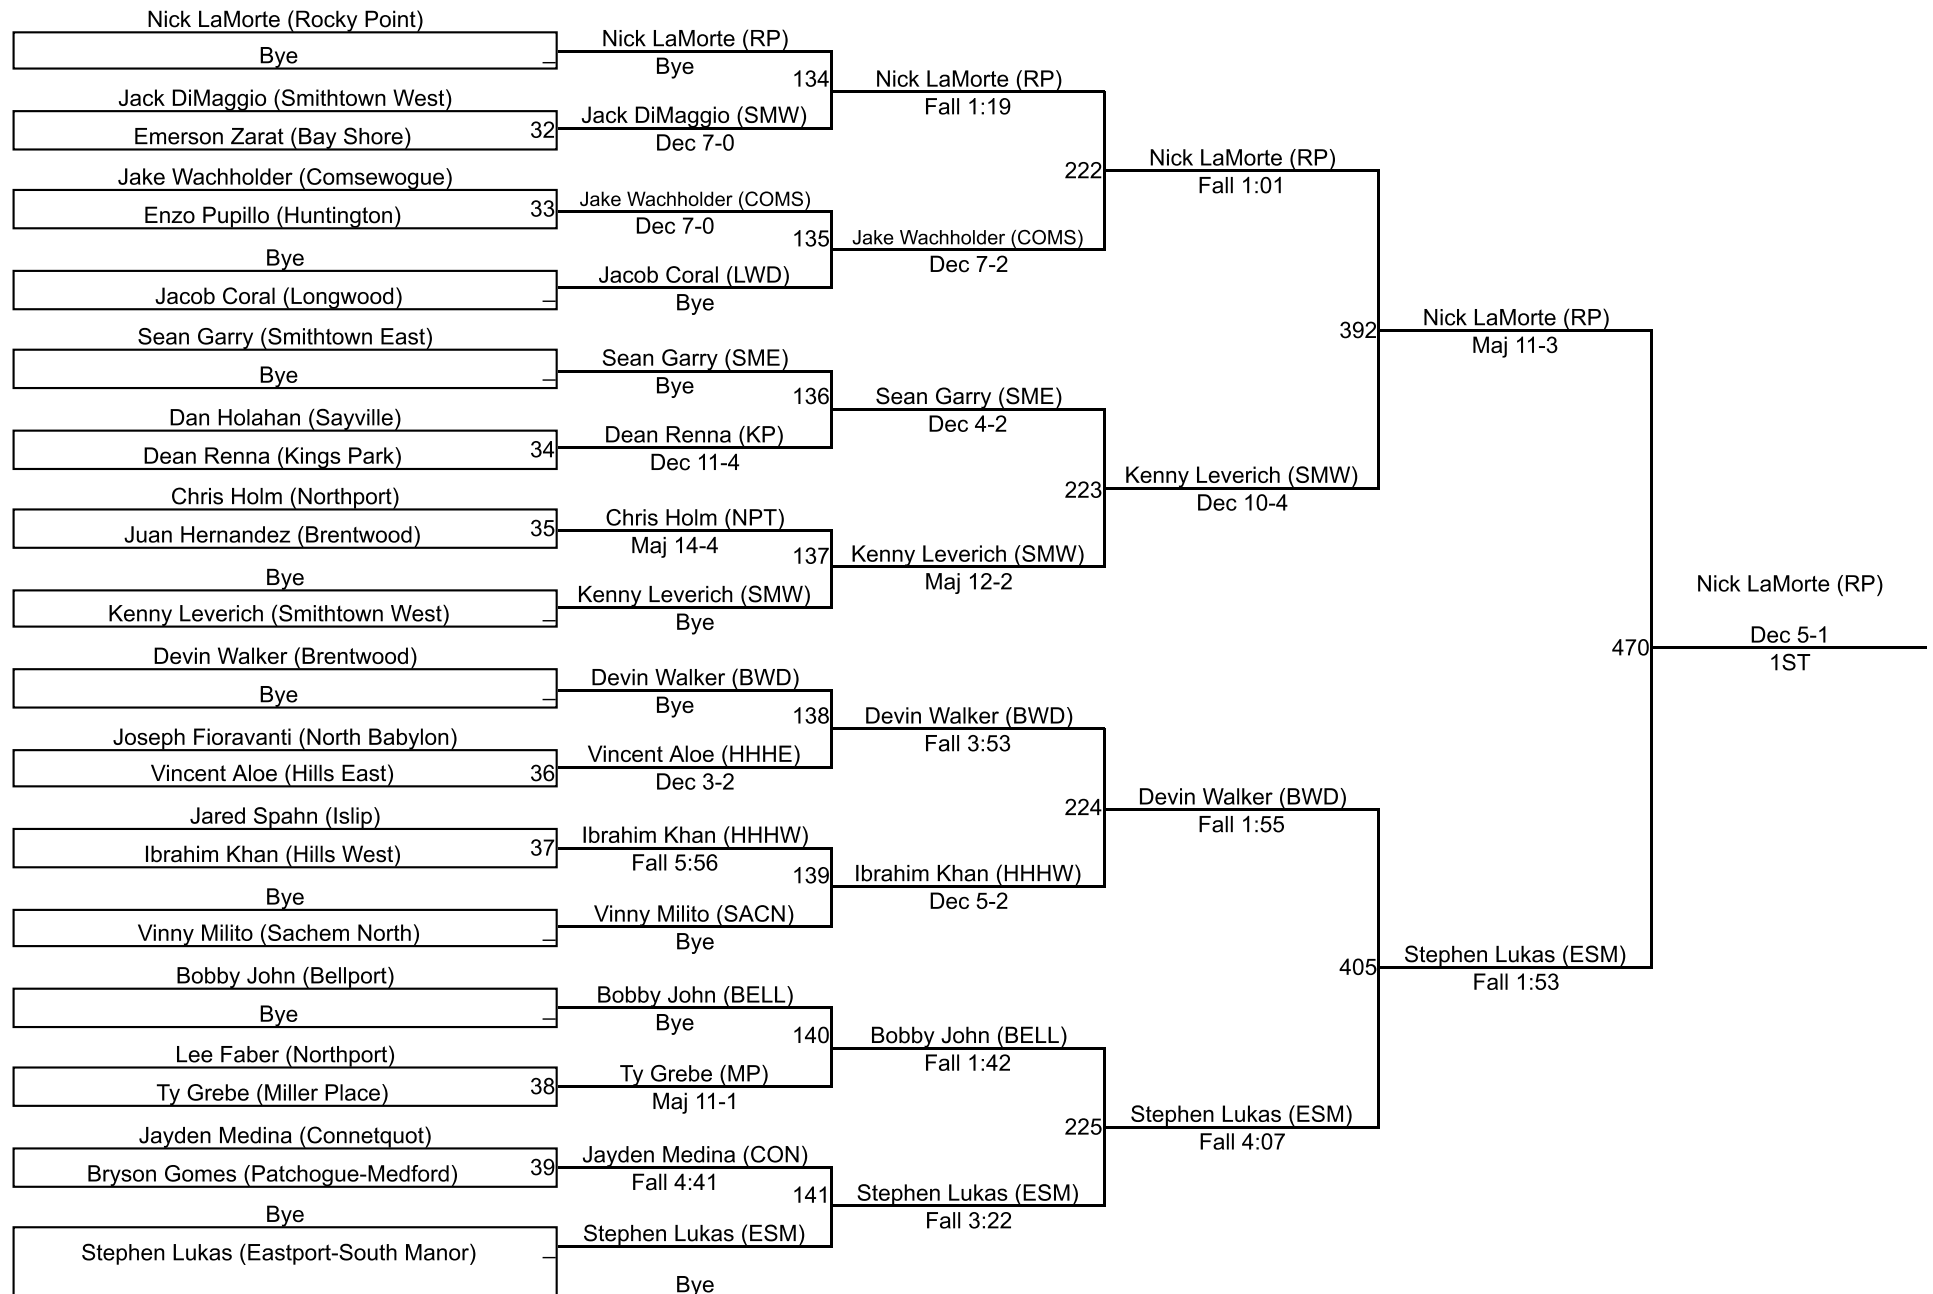 Nick LaMorte (Rocky Point)
Bye
_
Jack DiMaggio (Smithtown West)
Emerson Zarat (Bay Shore)
32
Jake Wachholder (Comsewogue)
Enzo Pupillo (Huntington)
33
Bye
Jacob Coral (Longwood)
_
Sean Garry (Smithtown East)
Bye
_
Dan Holahan (Sayville)
Dean Renna (Kings Park)
34
Chris Holm (Northport)
Juan Hernandez (Brentwood)
35
Bye
Kenny Leverich (Smithtown West)
_
Devin Walker (Brentwood)
Bye
_
Joseph Fioravanti (North Babylon)
Vincent Aloe (Hills East)
36
Jared Spahn (Islip)
Ibrahim Khan (Hills West)
37
Bye
Vinny Milito (Sachem North)
_
Bobby John (Bellport)
Bye
_
Lee Faber (Northport)
Ty Grebe (Miller Place)
38
Jayden Medina (Connetquot)
Bryson Gomes (Patchogue-Medford)
39
Bye
Stephen Lukas (Eastport-South Manor)
_
Nick LaMorte (RP)
Bye
134
Jack DiMaggio (SMW)
Dec 7-0
Jake Wachholder (COMS)
Dec 7-0
135
Jacob Coral (LWD)
Bye
Sean Garry (SME)
Bye
136
Dean Renna (KP)
Dec 11-4
Chris Holm (NPT)
Maj 14-4
137
Kenny Leverich (SMW)
Bye
Devin Walker (BWD)
Bye
138
Vincent Aloe (HHHE)
Dec 3-2
Ibrahim Khan (HHHW)
Fall 5:56
139
Vinny Milito (SACN)
Bye
Bobby John (BELL)
Bye
140
Ty Grebe (MP)
Maj 11-1
Jayden Medina (CON)
Fall 4:41
141
Stephen Lukas (ESM)
Bye
Nick LaMorte (RP)
Fall 1:19
222
Jake Wachholder (COMS)
Dec 7-2
Sean Garry (SME)
Dec 4-2
223
Kenny Leverich (SMW)
Maj 12-2
Devin Walker (BWD)
Fall 3:53
224
Ibrahim Khan (HHHW)
Dec 5-2
Bobby John (BELL)
Fall 1:42
225
Stephen Lukas (ESM)
Fall 3:22
Nick LaMorte (RP)
Fall 1:01
392
Kenny Leverich (SMW)
Dec 10-4
Devin Walker (BWD)
Fall 1:55
405
Stephen Lukas (ESM)
Fall 4:07
Nick LaMorte (RP)
Maj 11-3
470
Stephen Lukas (ESM)
Fall 1:53
Nick LaMorte (RP)
Dec 5-1
1ST